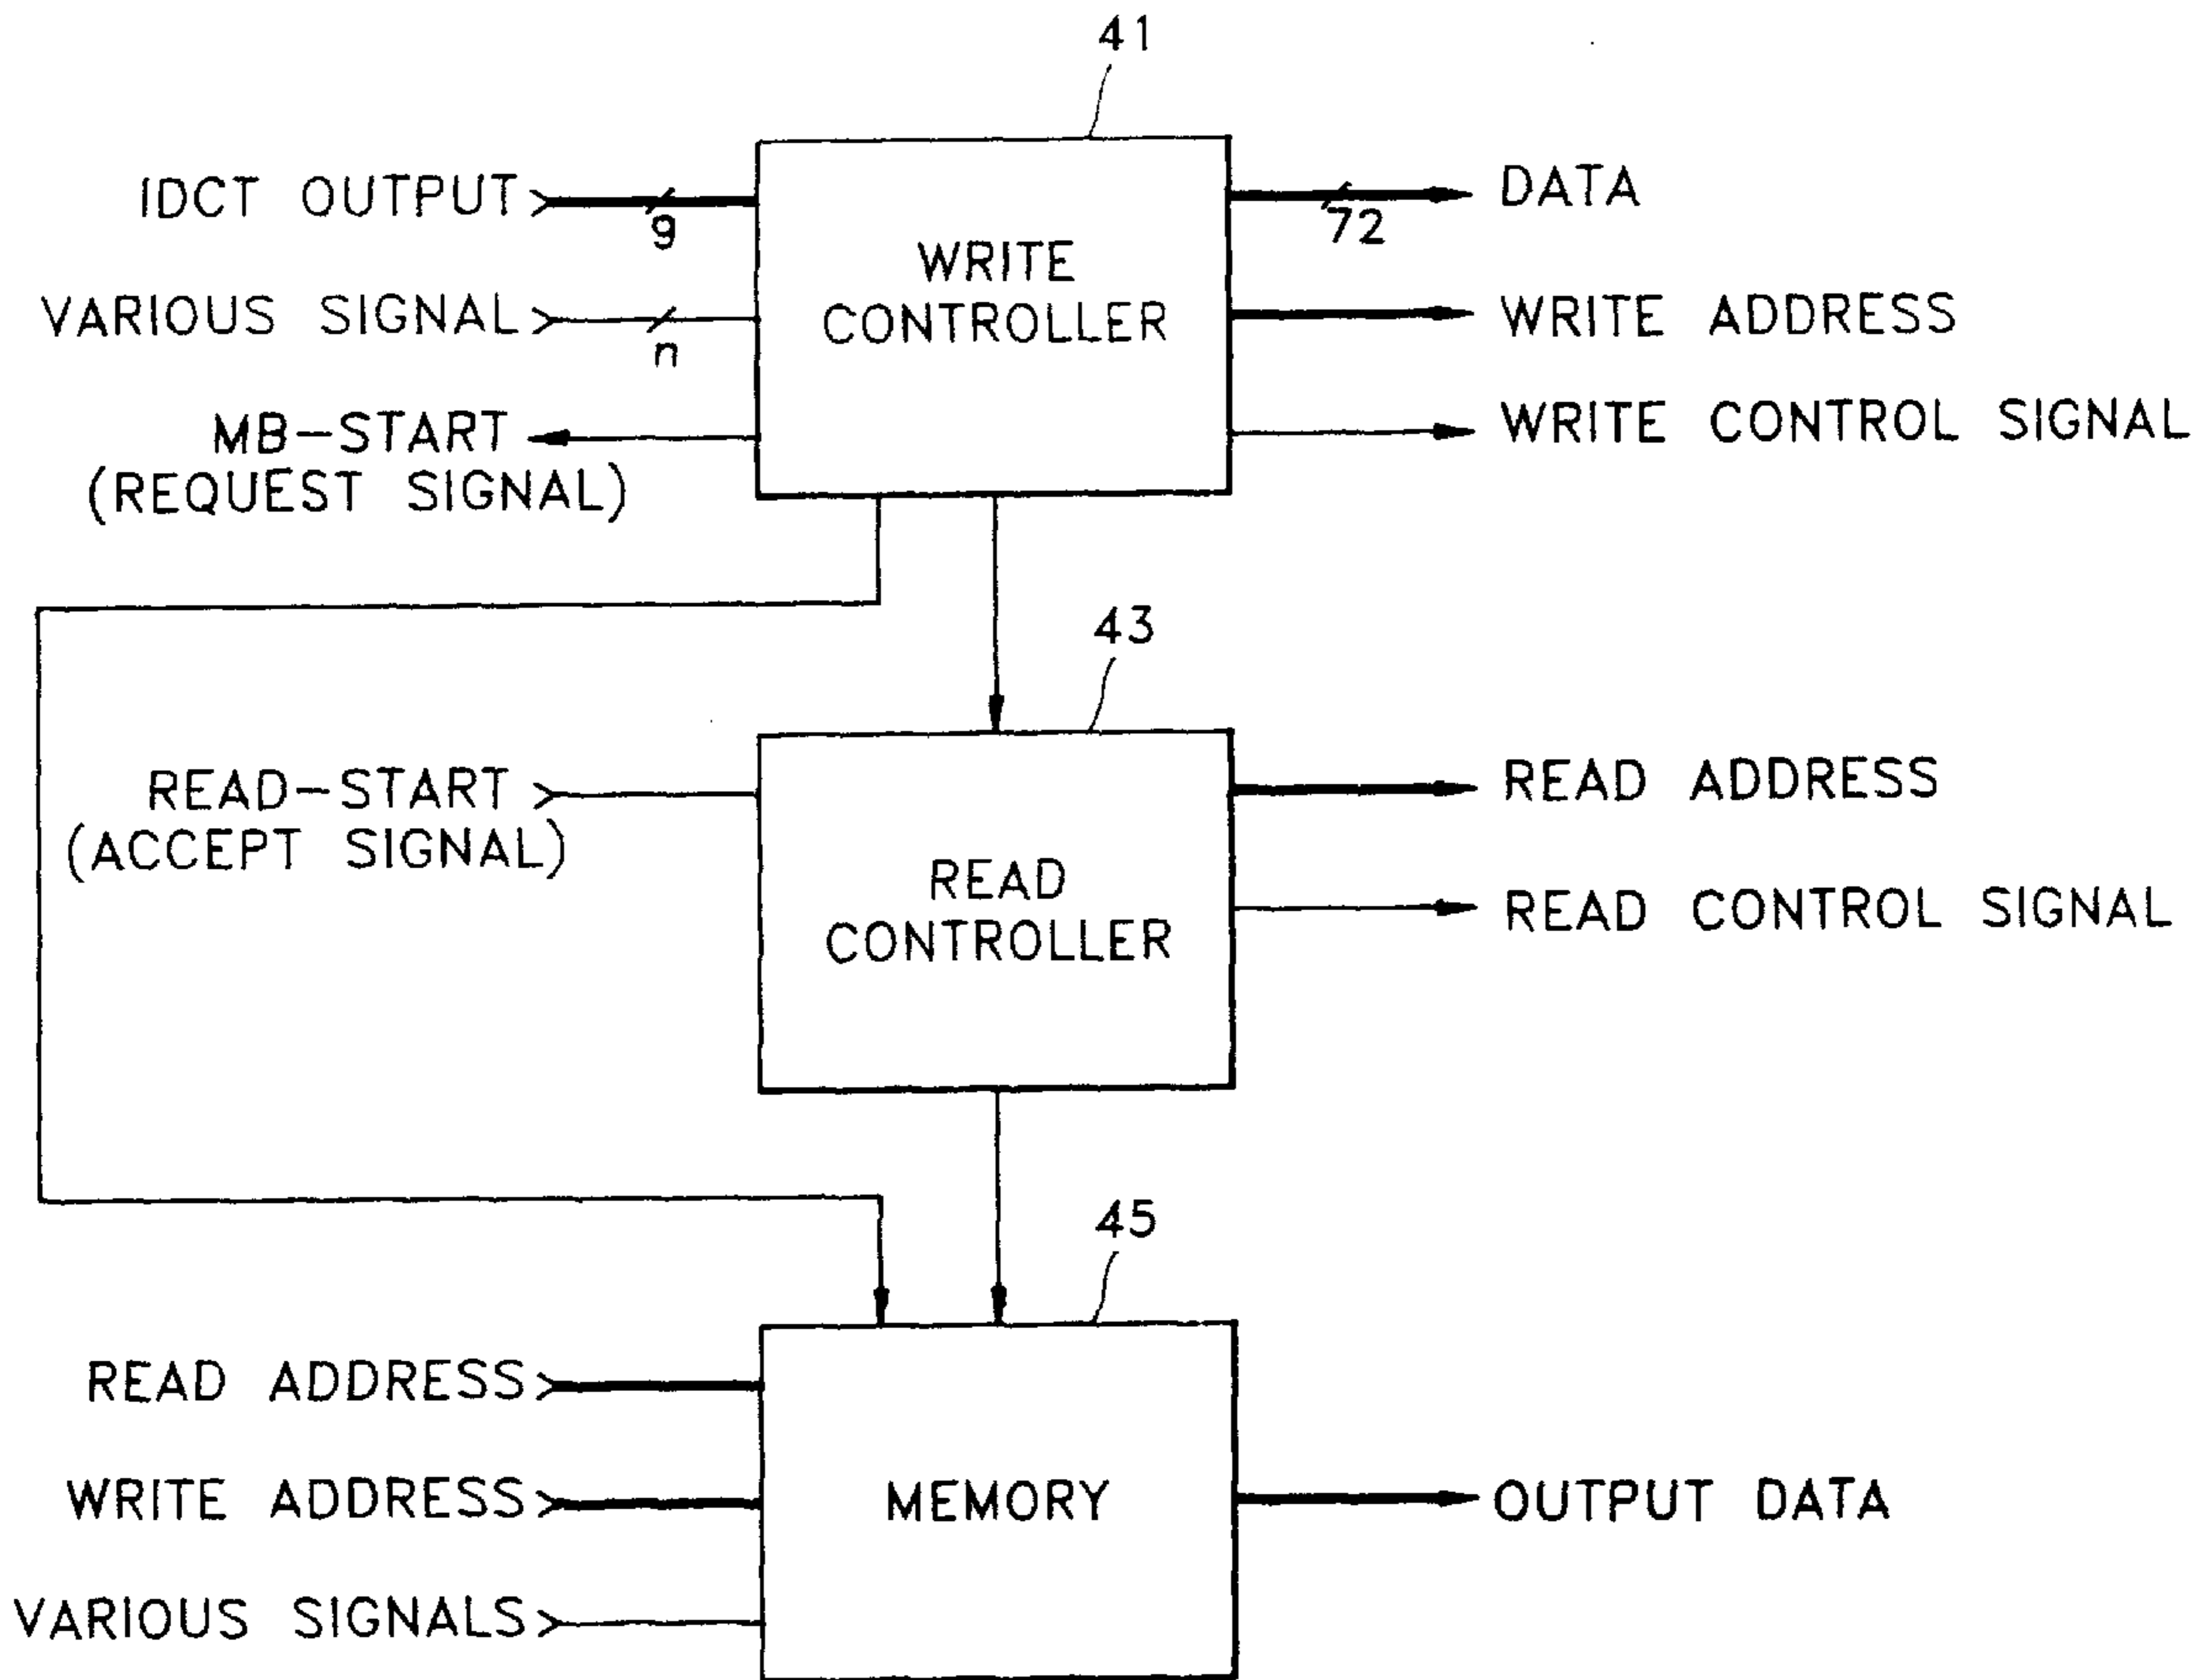 41
IDCT OUTPUT
9
DATA
72
WRITE
CONTROLLER
VARIOUS SIGNAL
n
WRITE ADDRESS
MB-START
(REQUEST SIGNAL)
WRITE CONTROL SIGNAL
43
READ-START
(ACCEPT SIGNAL)
READ ADDRESS
READ
CONTROLLER
READ CONTROL SIGNAL
45
READ ADDRESS
WRITE ADDRESS
MEMORY
OUTPUT DATA
VARIOUS SIGNALS